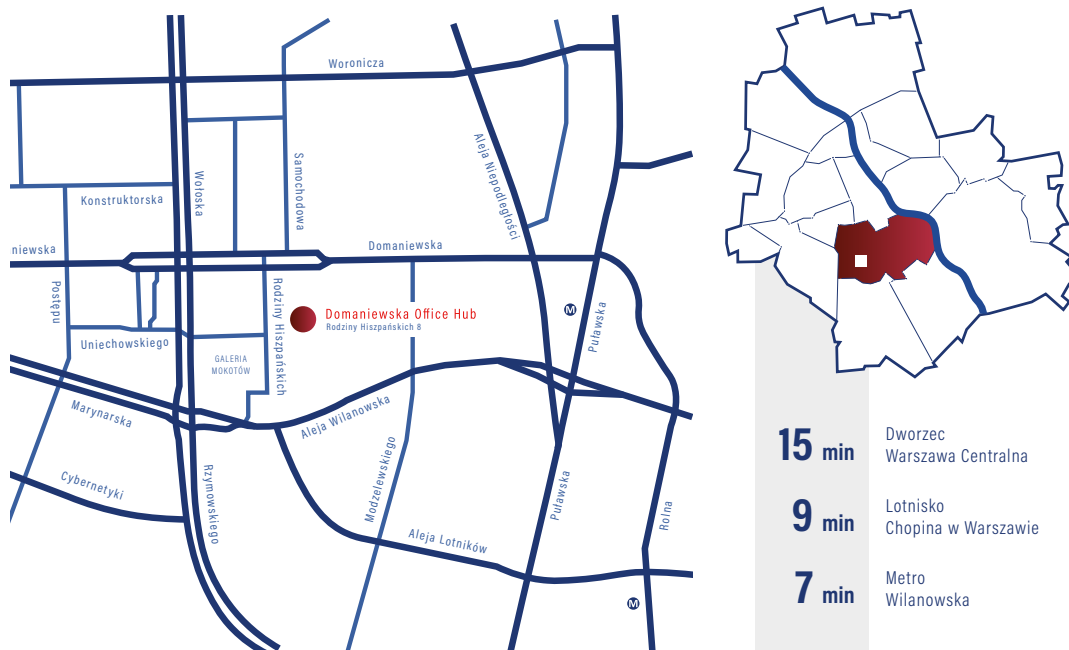 Woronicza
Aleja Niepodległości
Samochodowa
Wołoska
Konstruktorska
niewska
Domaniewska
Postępu
Rodziny Hiszpańskich
M
Domaniewska Office Hub
Rodziny Hiszpańskich 8
Puławska
Uniechowskiego
GALERIA
MOKOTÓW
Marynarska
Aleja Wilanowska
Modzelewskiego
Cybernetyki
Rzymowskiego
Puławska
Rolna
Aleja Lotników
M
15 min
Dworzec
Warszawa Centralna
9 min
Lotnisko
Chopina w Warszawie
7 min
Metro
Wilanowska